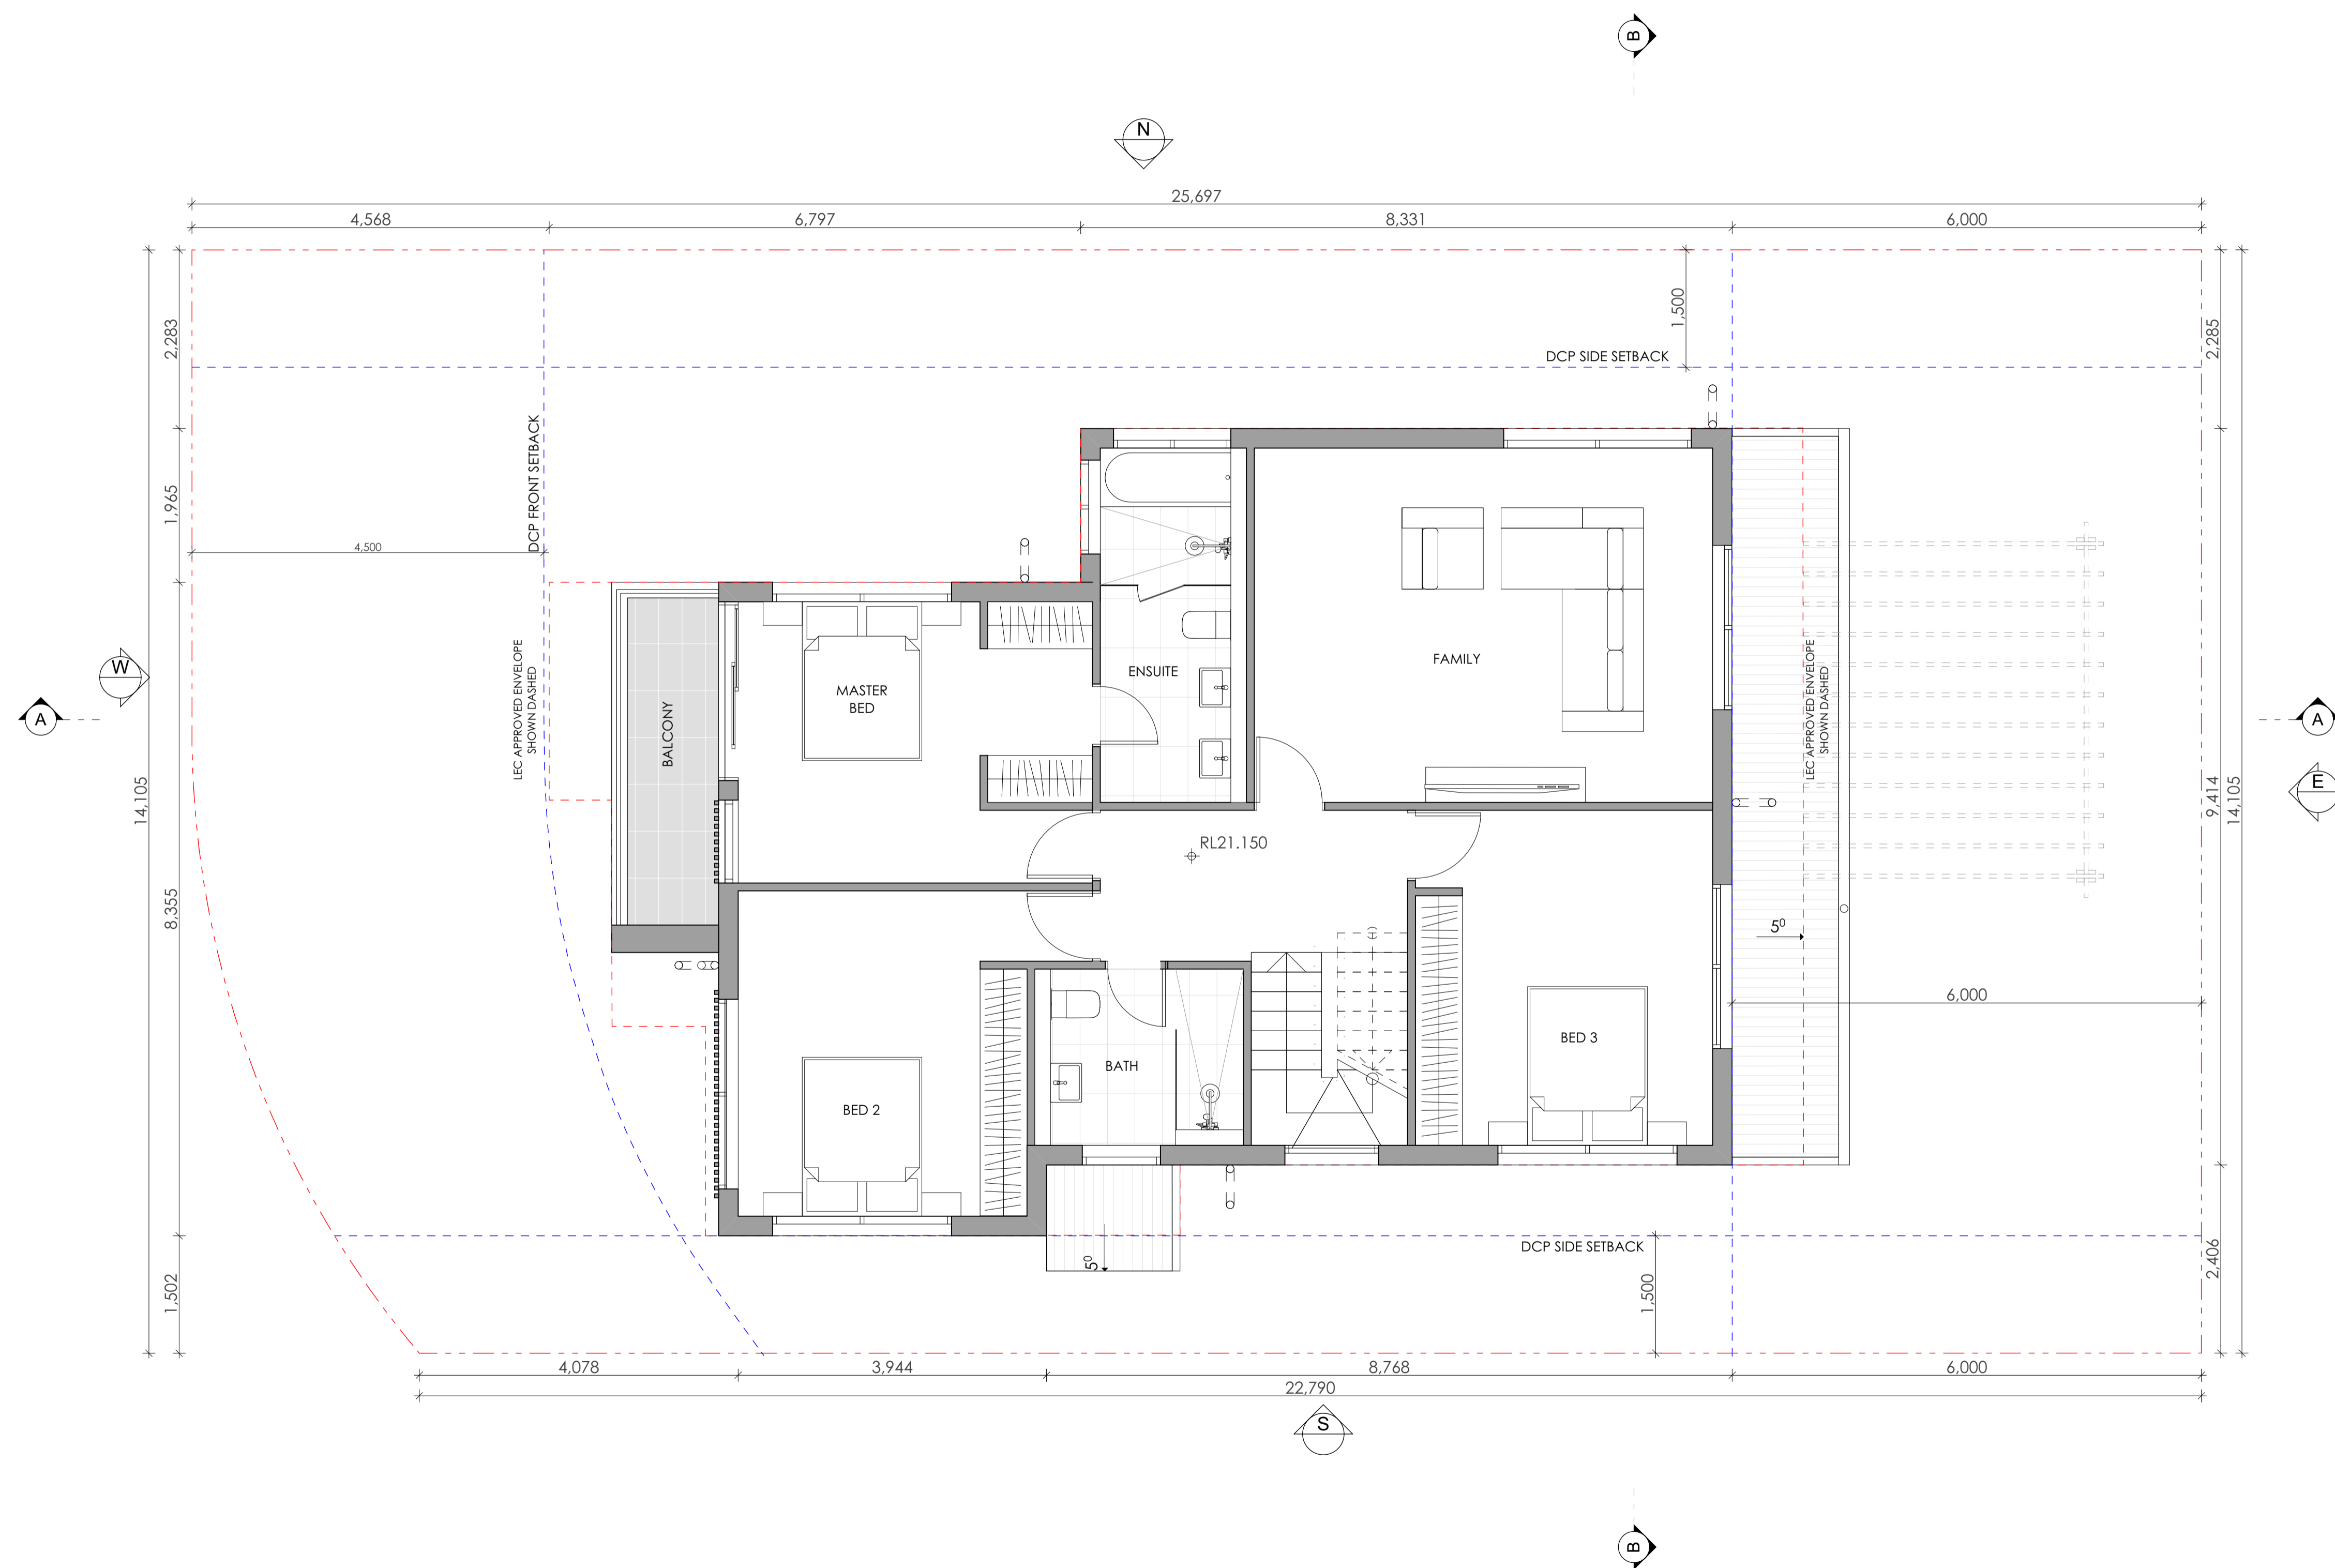 B
N
25,697
4,568
6,797
8,331
6,000
1,500
2,283
2,285
DCP SIDE SETBACK
DCP FRONT SETBACK
1,965
4,500
LEC APPROVED ENVELOPE
SHOWN DASHED
W
A
BALCONY
MASTER
BED
ENSUITE
FAMILY
LEC APPROVED ENVELOPE
SHOWN DASHED
A
E
14,105
9,414
14,105
RL21.150
8,355
5⁰
6,000
BED 3
BATH
BED 2
DCP SIDE SETBACK
5⁰
1,502
1,500
2,406
4,078
3,944
8,768
6,000
22,790
S
B